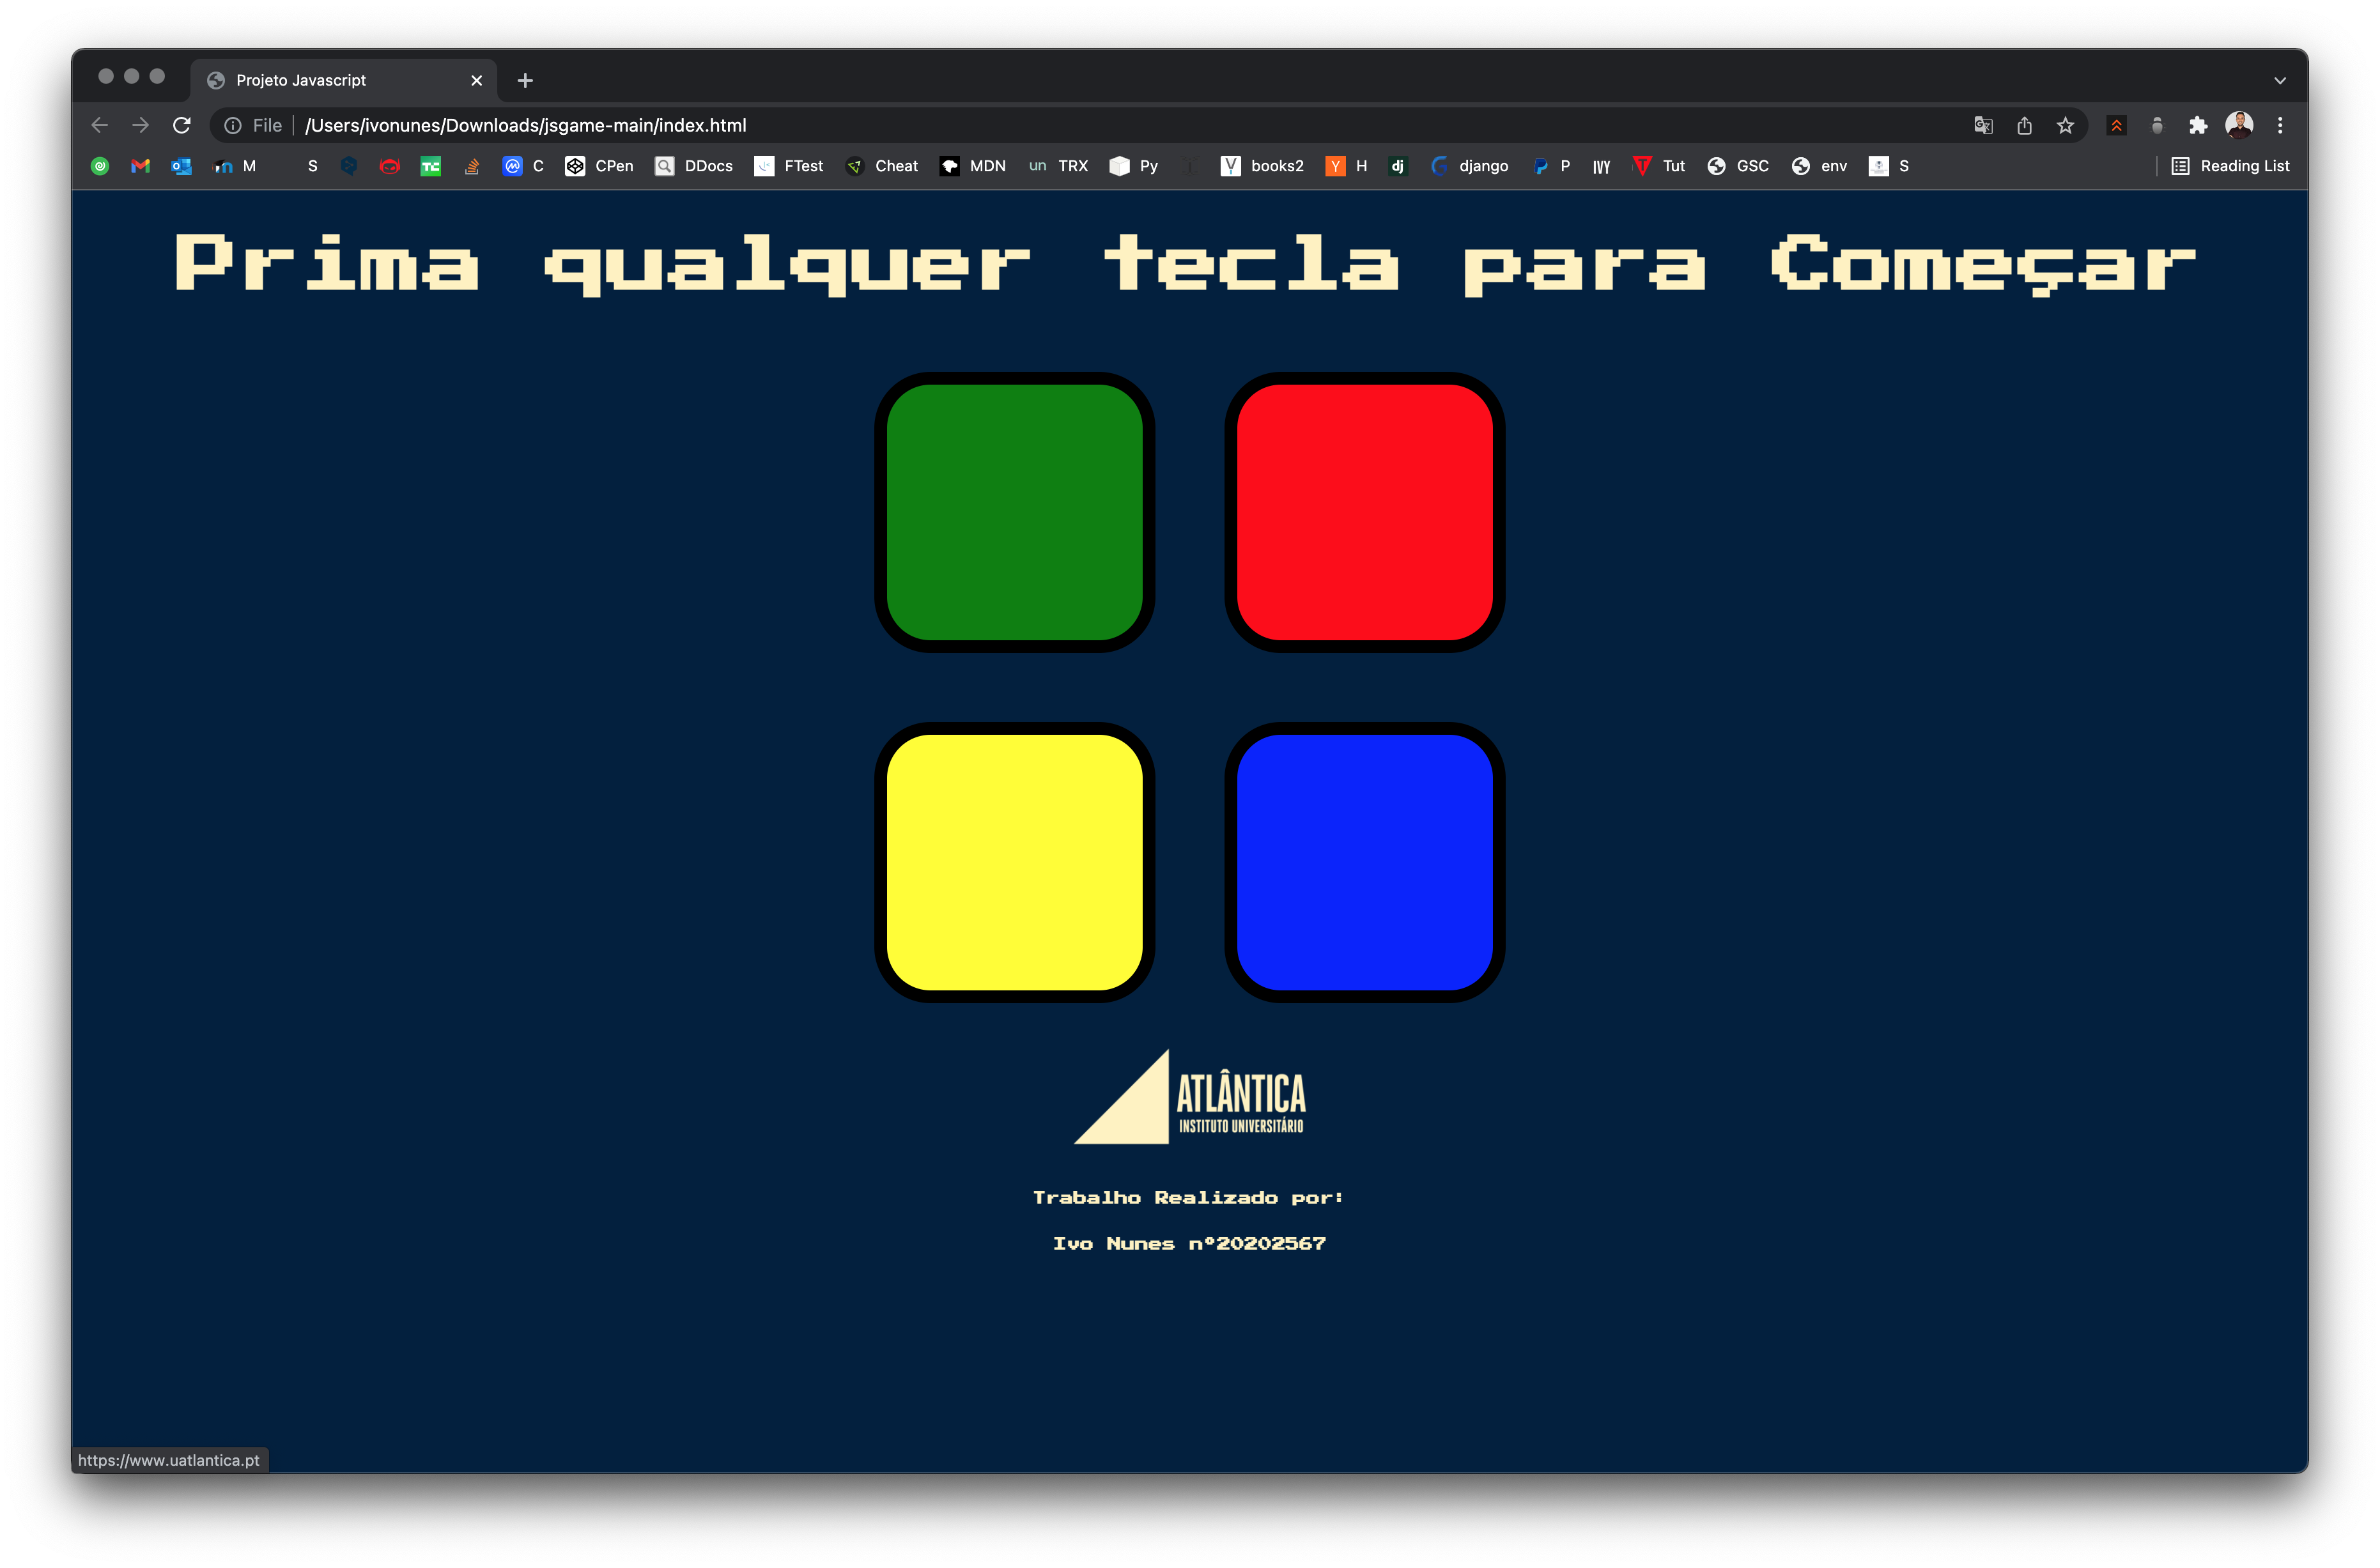 Projeto Javascript
File /Users/ivonunes/Downloads/jsgame-main/index.html
M S C CPen DDocs FTest Cheat MDN un TRX Py books2 H dj django P IVY Tut GSC env S Reading List
Prima qualquer tecla para Começar
ATLÂNTICA
INSTITUTO UNIVERSITÁRIO
Trabalho Realizado por:
Ivo Nunes nº20202567
https://www.uatlantica.pt